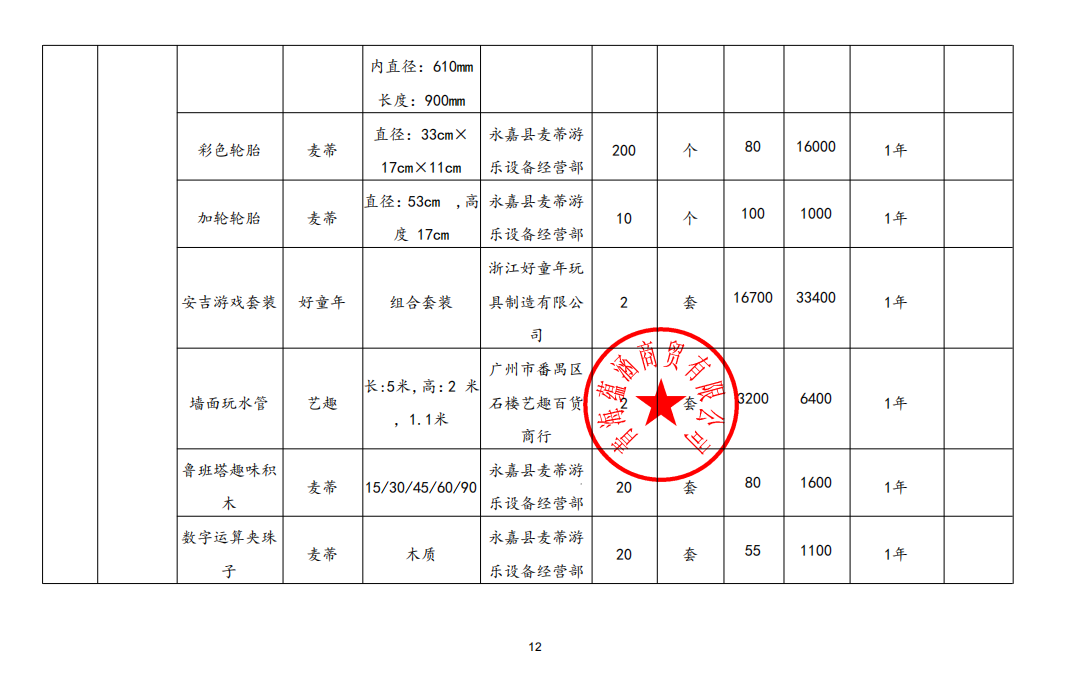 内直径：610mm
长度：900mm
彩色轮胎 麦蒂 直径：33cm×17cm×11cm 永嘉县麦蒂游乐设备经营部 200 个 80 16000 1年
加轮轮胎 麦蒂 直径：53cm ,高度 17cm 永嘉县麦蒂游乐设备经营部 10 个 100 1000 1年
安吉游戏套装 好童年 组合套装 浙江好童年玩具制造有限公司 2 套 16700 33400 1年
墙面玩水管 艺趣 长:5米,高:2 米,1.1米 广州市番禺区石楼艺趣百货商行 2 套 3200 6400 1年
鲁班塔趣味积木 麦蒂 15/30/45/60/90 永嘉县麦蒂游乐设备经营部 20 套 80 1600 1年
数字运算夹珠子 麦蒂 木质 永嘉县麦蒂游乐设备经营部 20 套 55 1100 1年
青海蕴涵商贸有限公司
12